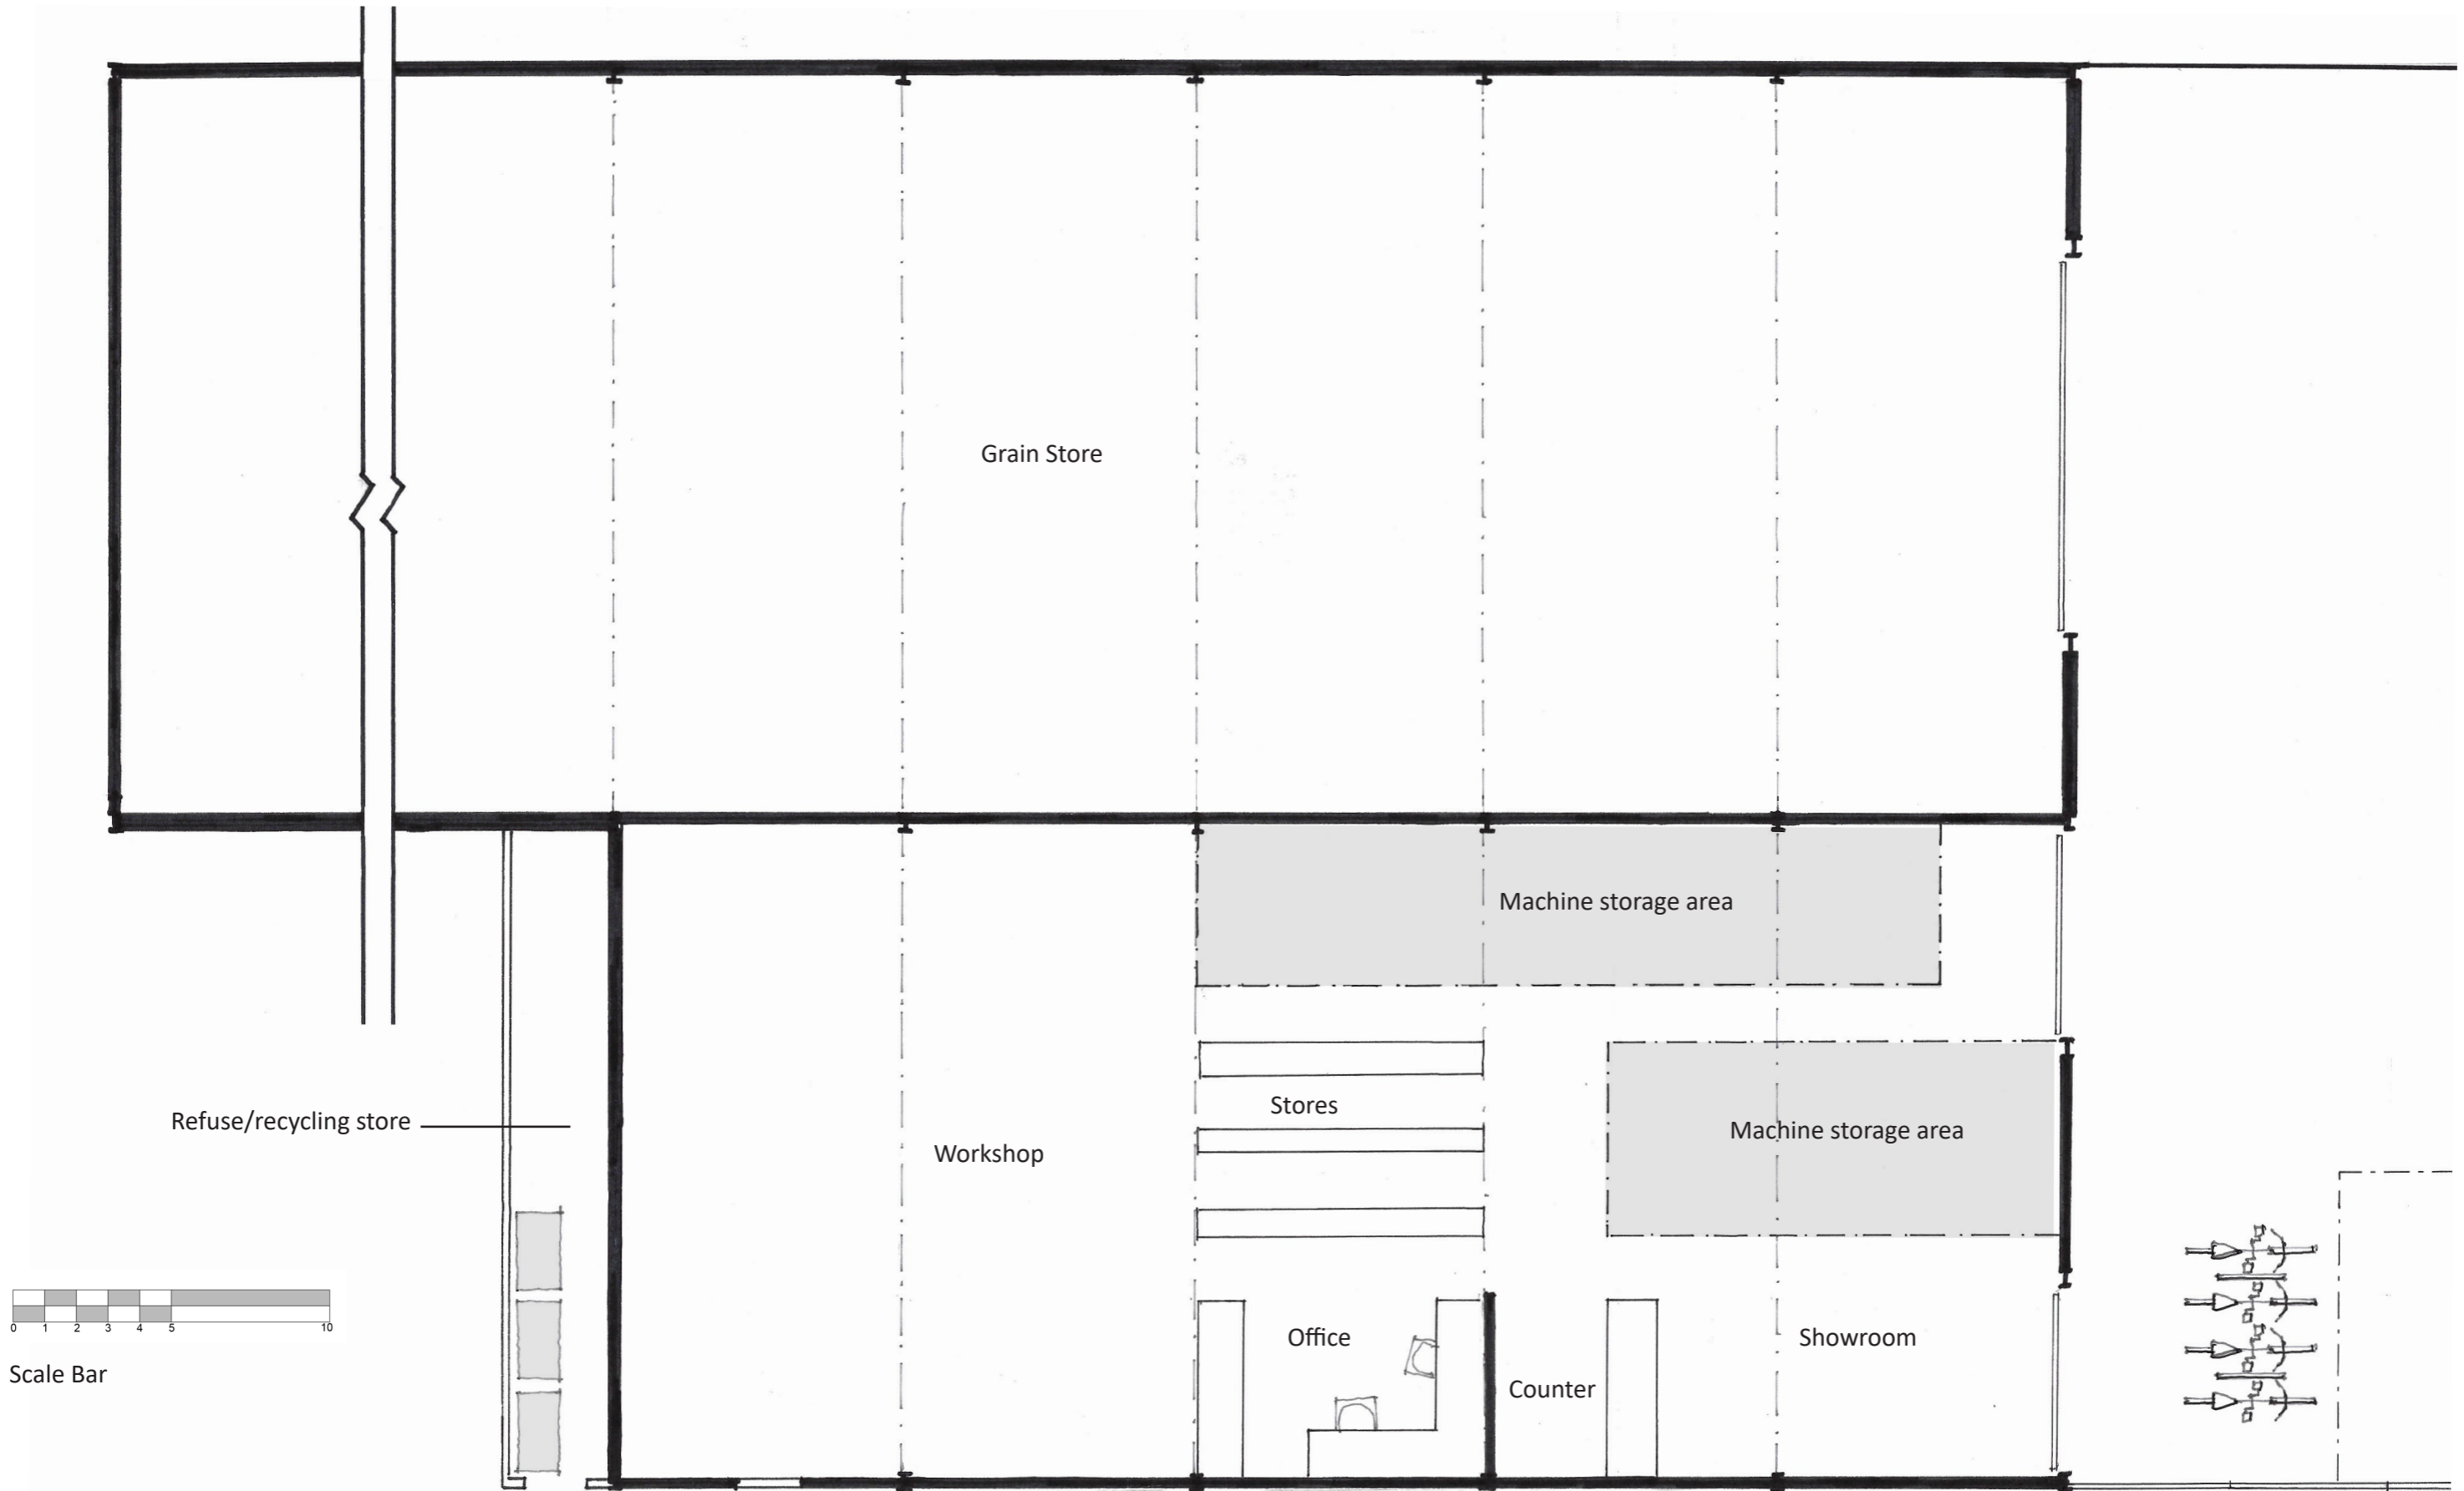 Grain Store
Machine storage area
Stores
Refuse/recycling store
Machine storage area
Workshop
Office
Showroom
Counter
0 1 2 3 4 5 10
Scale Bar